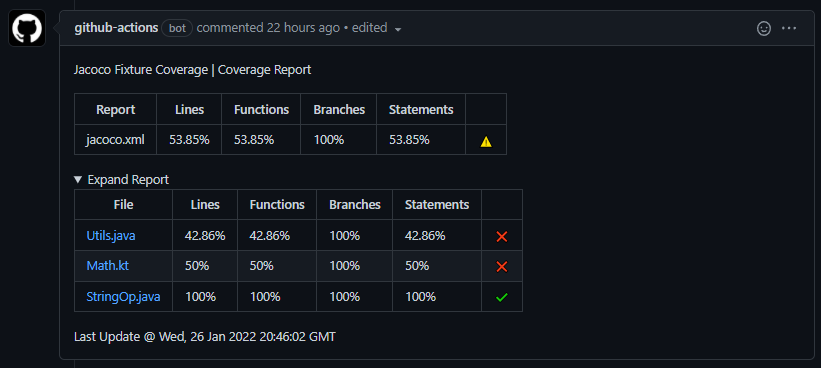 github-actions bot commented 22 hours ago • edited
Jacoco Fixture Coverage | Coverage Report
Report Lines Functions Branches Statements
jacoco.xml 53.85% 53.85% 100% 53.85%
Expand Report
File Lines Functions Branches Statements
Utils.java 42.86% 42.86% 100% 42.86%
Math.kt 50% 50% 100% 50%
StringOp.java 100% 100% 100% 100%
Last Update @ Wed, 26 Jan 2022 20:46:02 GMT